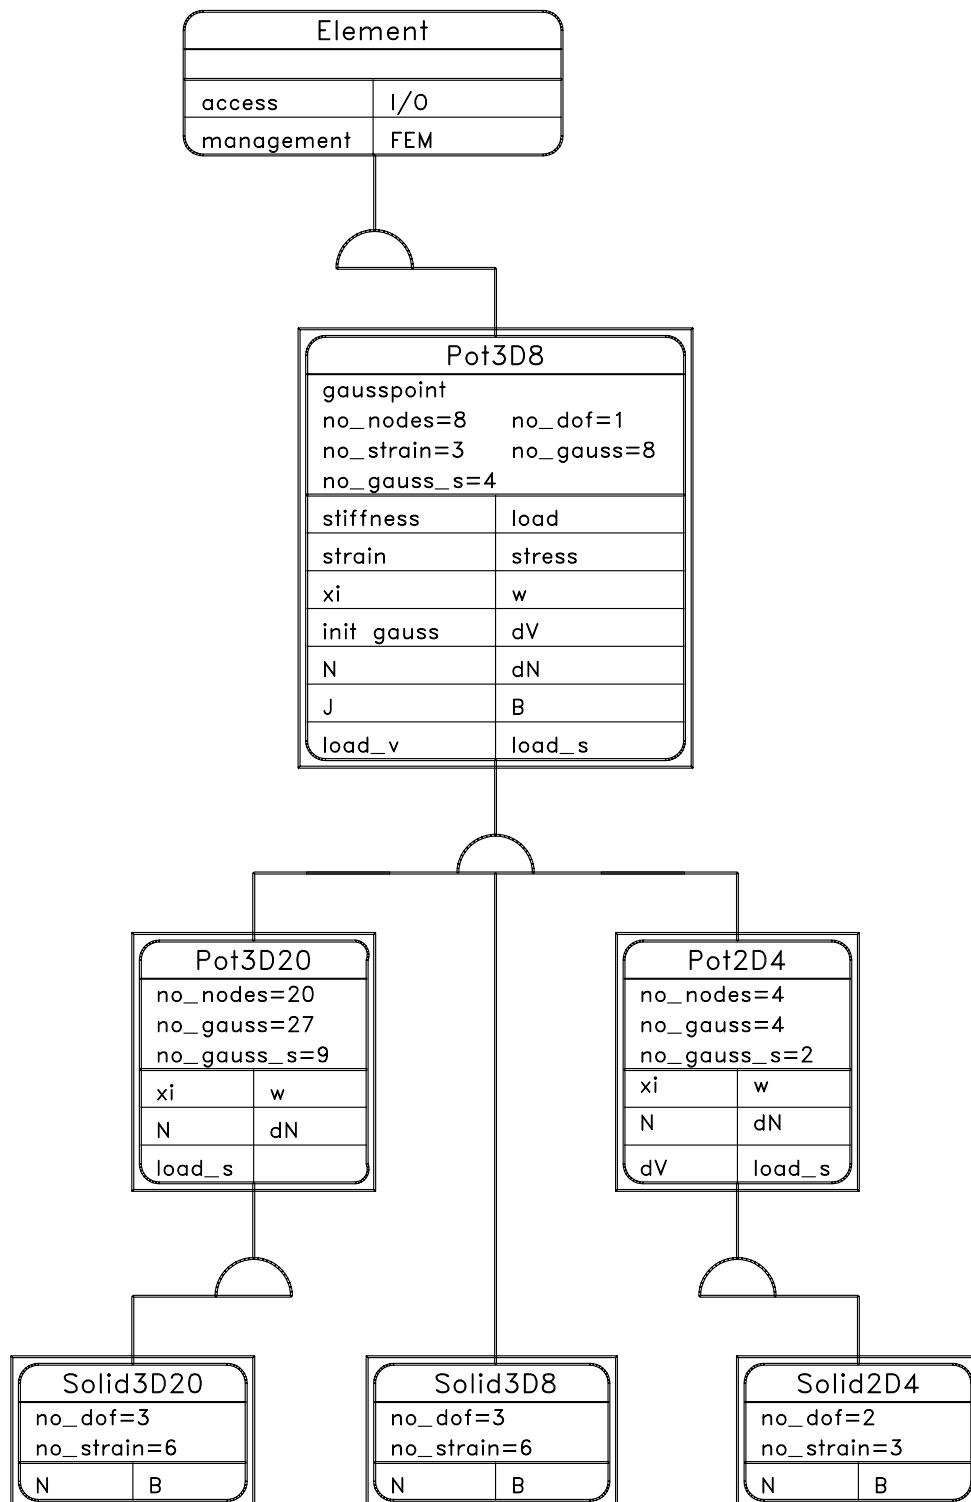 Element
access I/O
management FEM
Pot3D8
gausspoint
no_nodes=8 no_dof=1
no_strain=3 no_gauss=8
no_gauss_s=4
stiffness load
strain stress
xi w
init gauss dV
N dN
J B
load_v load_s
Pot3D20
no_nodes=20
no_gauss=27
no_gauss_s=9
xi w
N dN
load_s
Pot2D4
no_nodes=4
no_gauss=4
no_gauss_s=2
xi w
N dN
dV load_s
Solid3D20
no_dof=3
no_strain=6
N B
Solid3D8
no_dof=3
no_strain=6
N B
Solid2D4
no_dof=2
no_strain=3
N B